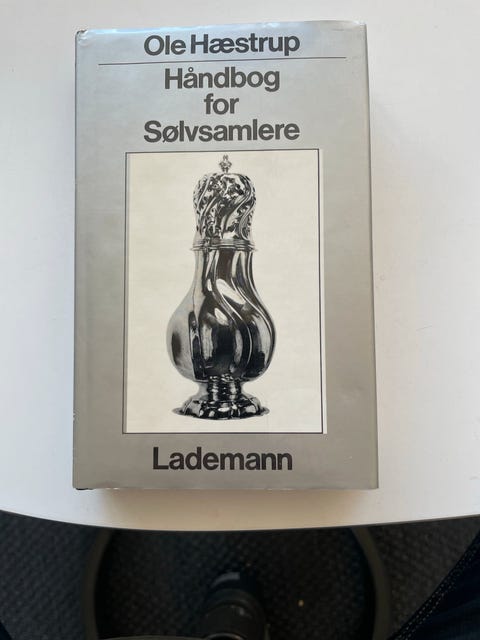 Ole Hæstrup
Håndbog
for
Sølvsamlere
Lademann